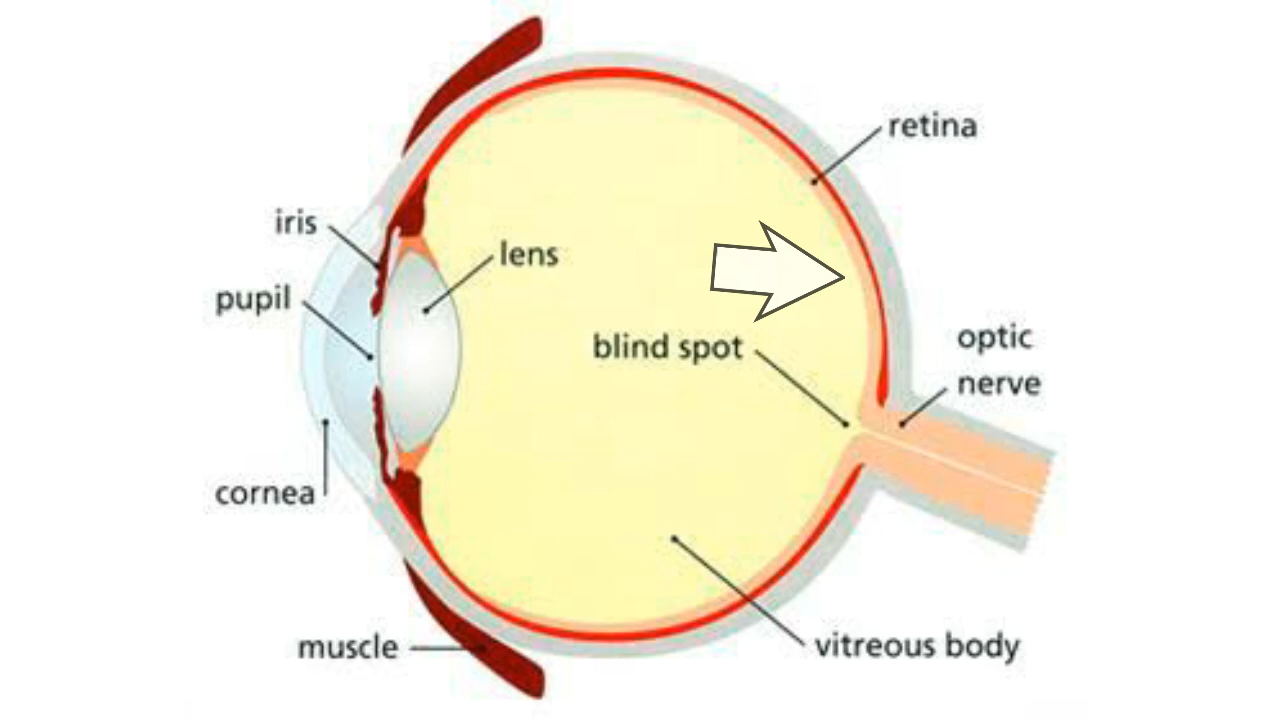 retina
iris
lens
pupil
blind spot
optic
nerve
cornea
muscle
vitreous body